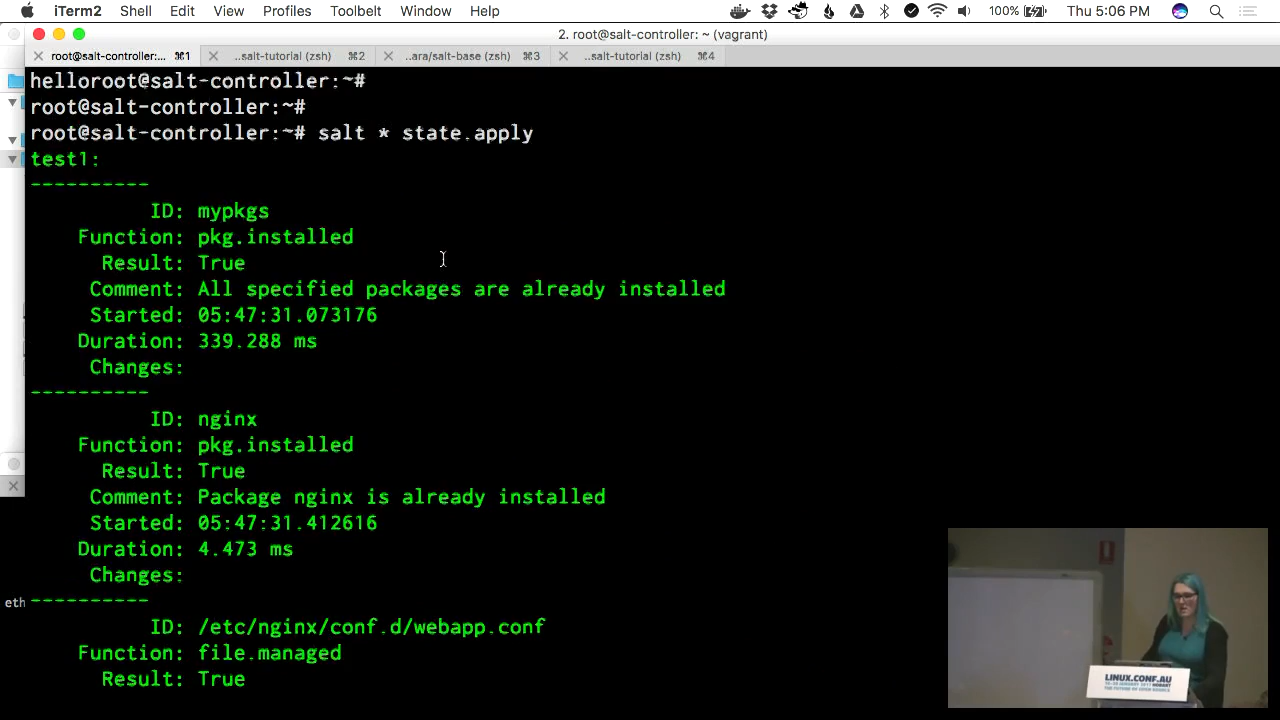 iTerm2 Shell Edit View Profiles Toolbelt Window Help 100% Thu 5:06 PM
2. root@salt-controller: ~ (vagrant)
root@salt-controller:... ⌘1 ..salt-tutorial (zsh) ⌘2 ..ara/salt-base (zsh) ⌘3 ..salt-tutorial (zsh) ⌘4
helloroot@salt-controller:~#
root@salt-controller:~#
root@salt-controller:~# salt * state.apply
test1:
----------
ID: mypkgs
Function: pkg.installed
Result: True
Comment: All specified packages are already installed
Started: 05:47:31.073176
Duration: 339.288 ms
Changes:
----------
ID: nginx
Function: pkg.installed
Result: True
Comment: Package nginx is already installed
Started: 05:47:31.412616
Duration: 4.473 ms
Changes:
eth
----------
ID: /etc/nginx/conf.d/webapp.conf
Function: file.managed
Result: True
LINUX.CONF.AU